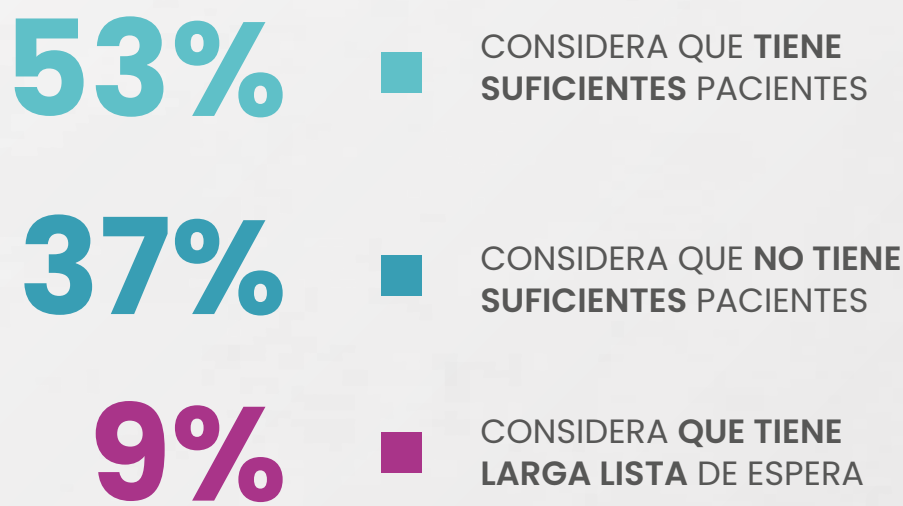 53%
CONSIDERA QUE TIENE
SUFICIENTES PACIENTES
37%
CONSIDERA QUE NO TIENE
SUFICIENTES PACIENTES
9%
CONSIDERA QUE TIENE
LARGA LISTA DE ESPERA